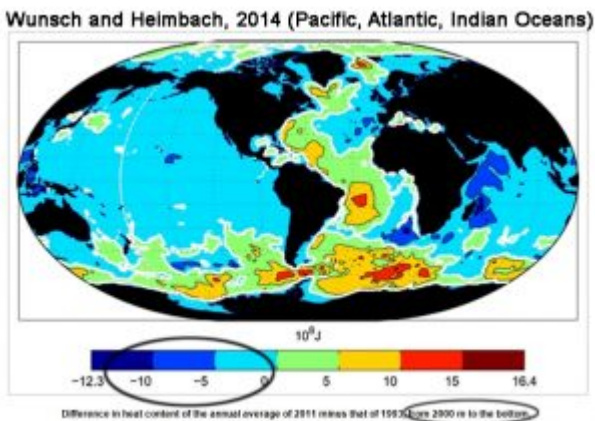 Wunsch and Heimbach, 2014 (Pacific, Atlantic, Indian Oceans)
10⁹J
−12.3 −10 −5 0 5 10 15 16.4
Difference in heat content of the annual average of 2011 minus that of 1993, from 2000 m to the bottom.